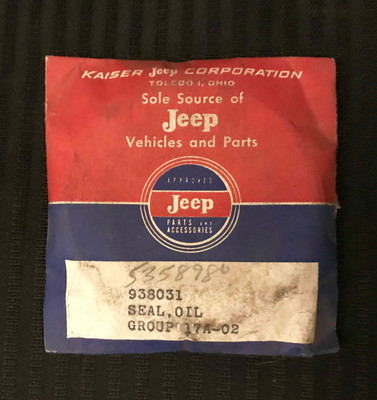 KAISER Jeep CORPORATION
TOLEDO 1, OHIO
Sole Source of
Jeep
Vehicles and Parts
APPROVED
Jeep
PARTS AND
ACCESSORIES
938031
SEAL, OIL
GROUP 17A-02